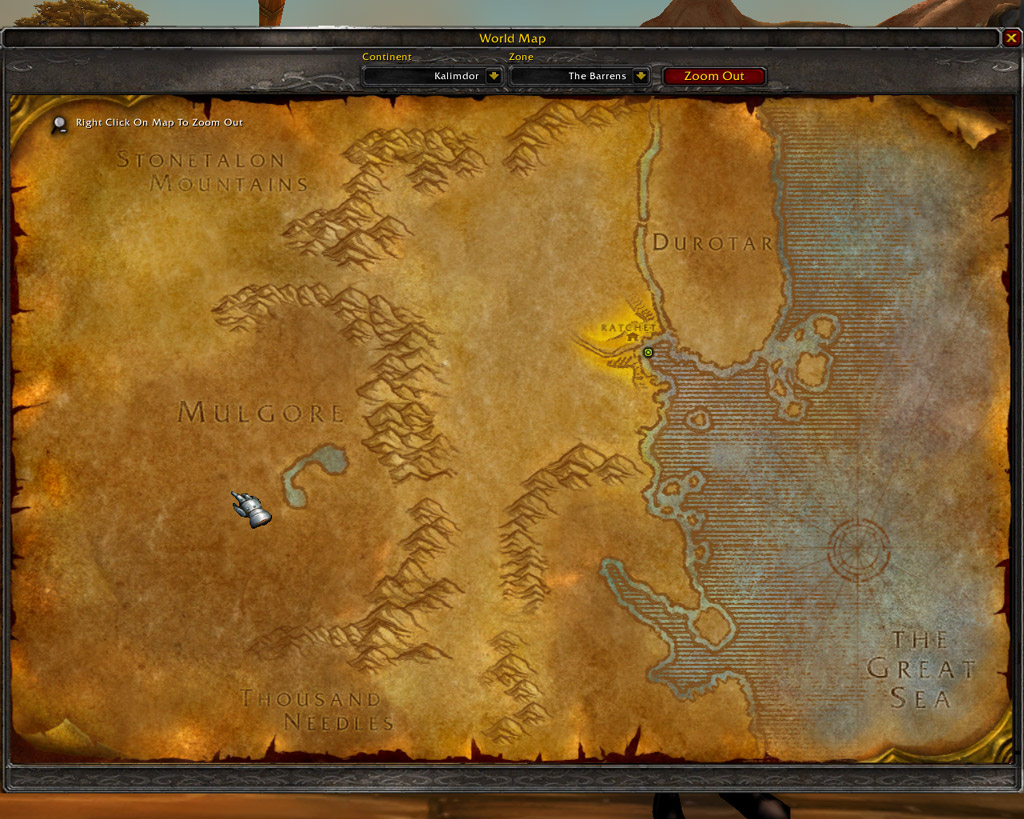 World Map
Continent
Zone
Kalimdor
The Barrens
Zoom Out
Right Click On Map To Zoom Out
STONETALON
MOUNTAINS
DUROTAR
RATCHET
MULGORE
THE
GREAT
SEA
THOUSAND
NEEDLES